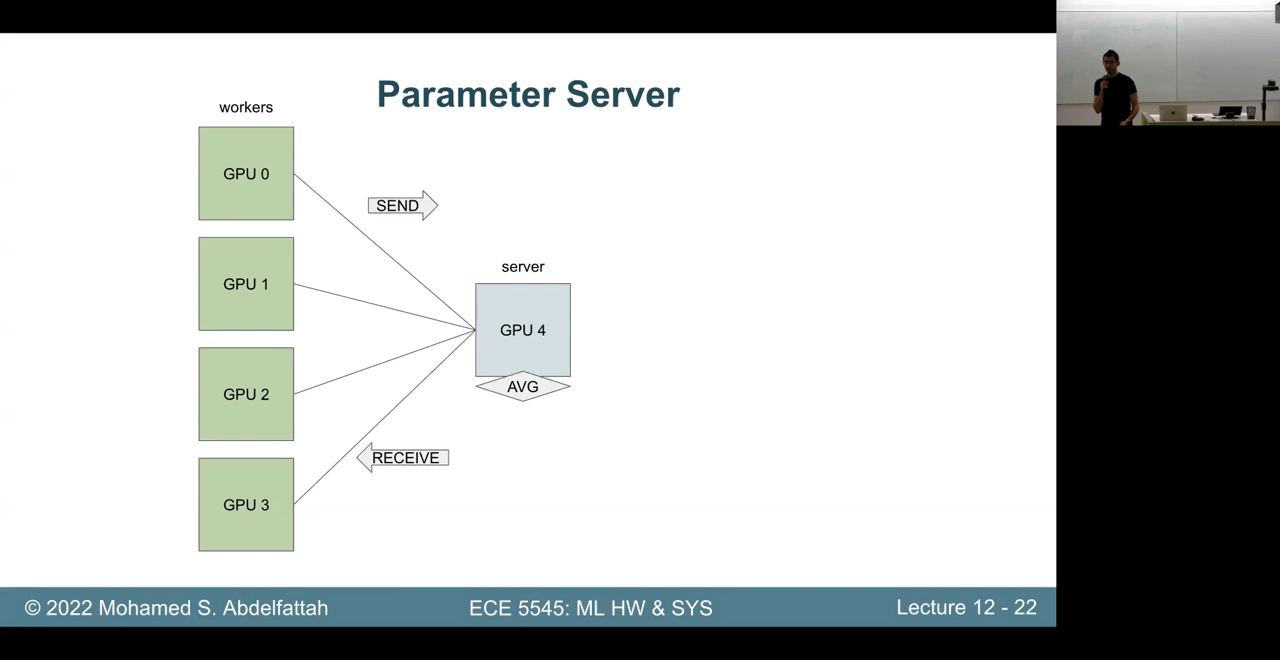 Parameter Server
workers
GPU 0
SEND
GPU 1
server
GPU 4
AVG
GPU 2
RECEIVE
GPU 3
© 2022 Mohamed S. Abdelfattah
ECE 5545: ML HW & SYS
Lecture 12 - 22